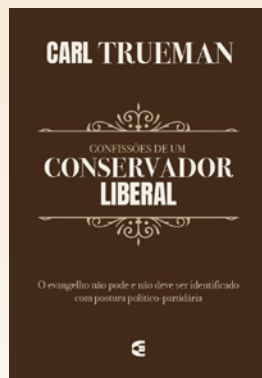 CARL TRUEMAN
CONFISSÕES DE UM
CONSERVADOR
LIBERAL
O evangelho não pode e não deve ser identificado
com postura político-partidária